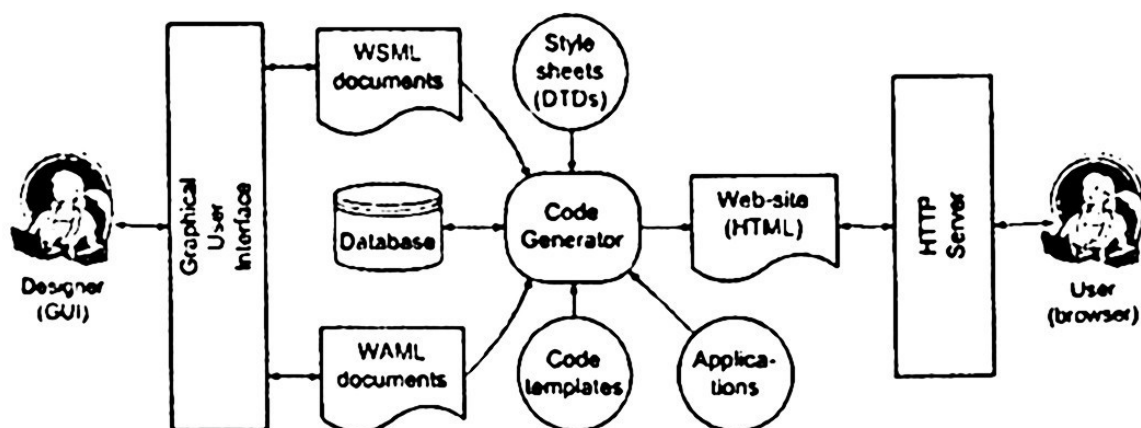 Designer
(GUI)
Graphical
User
Interface
WSML
documents
Database
WAML
documents
Style
sheets
(DTDs)
Code
Generator
Code
templates
Applica-
tions
Web-site
(HTML)
HTTP
Server
User
(browser)